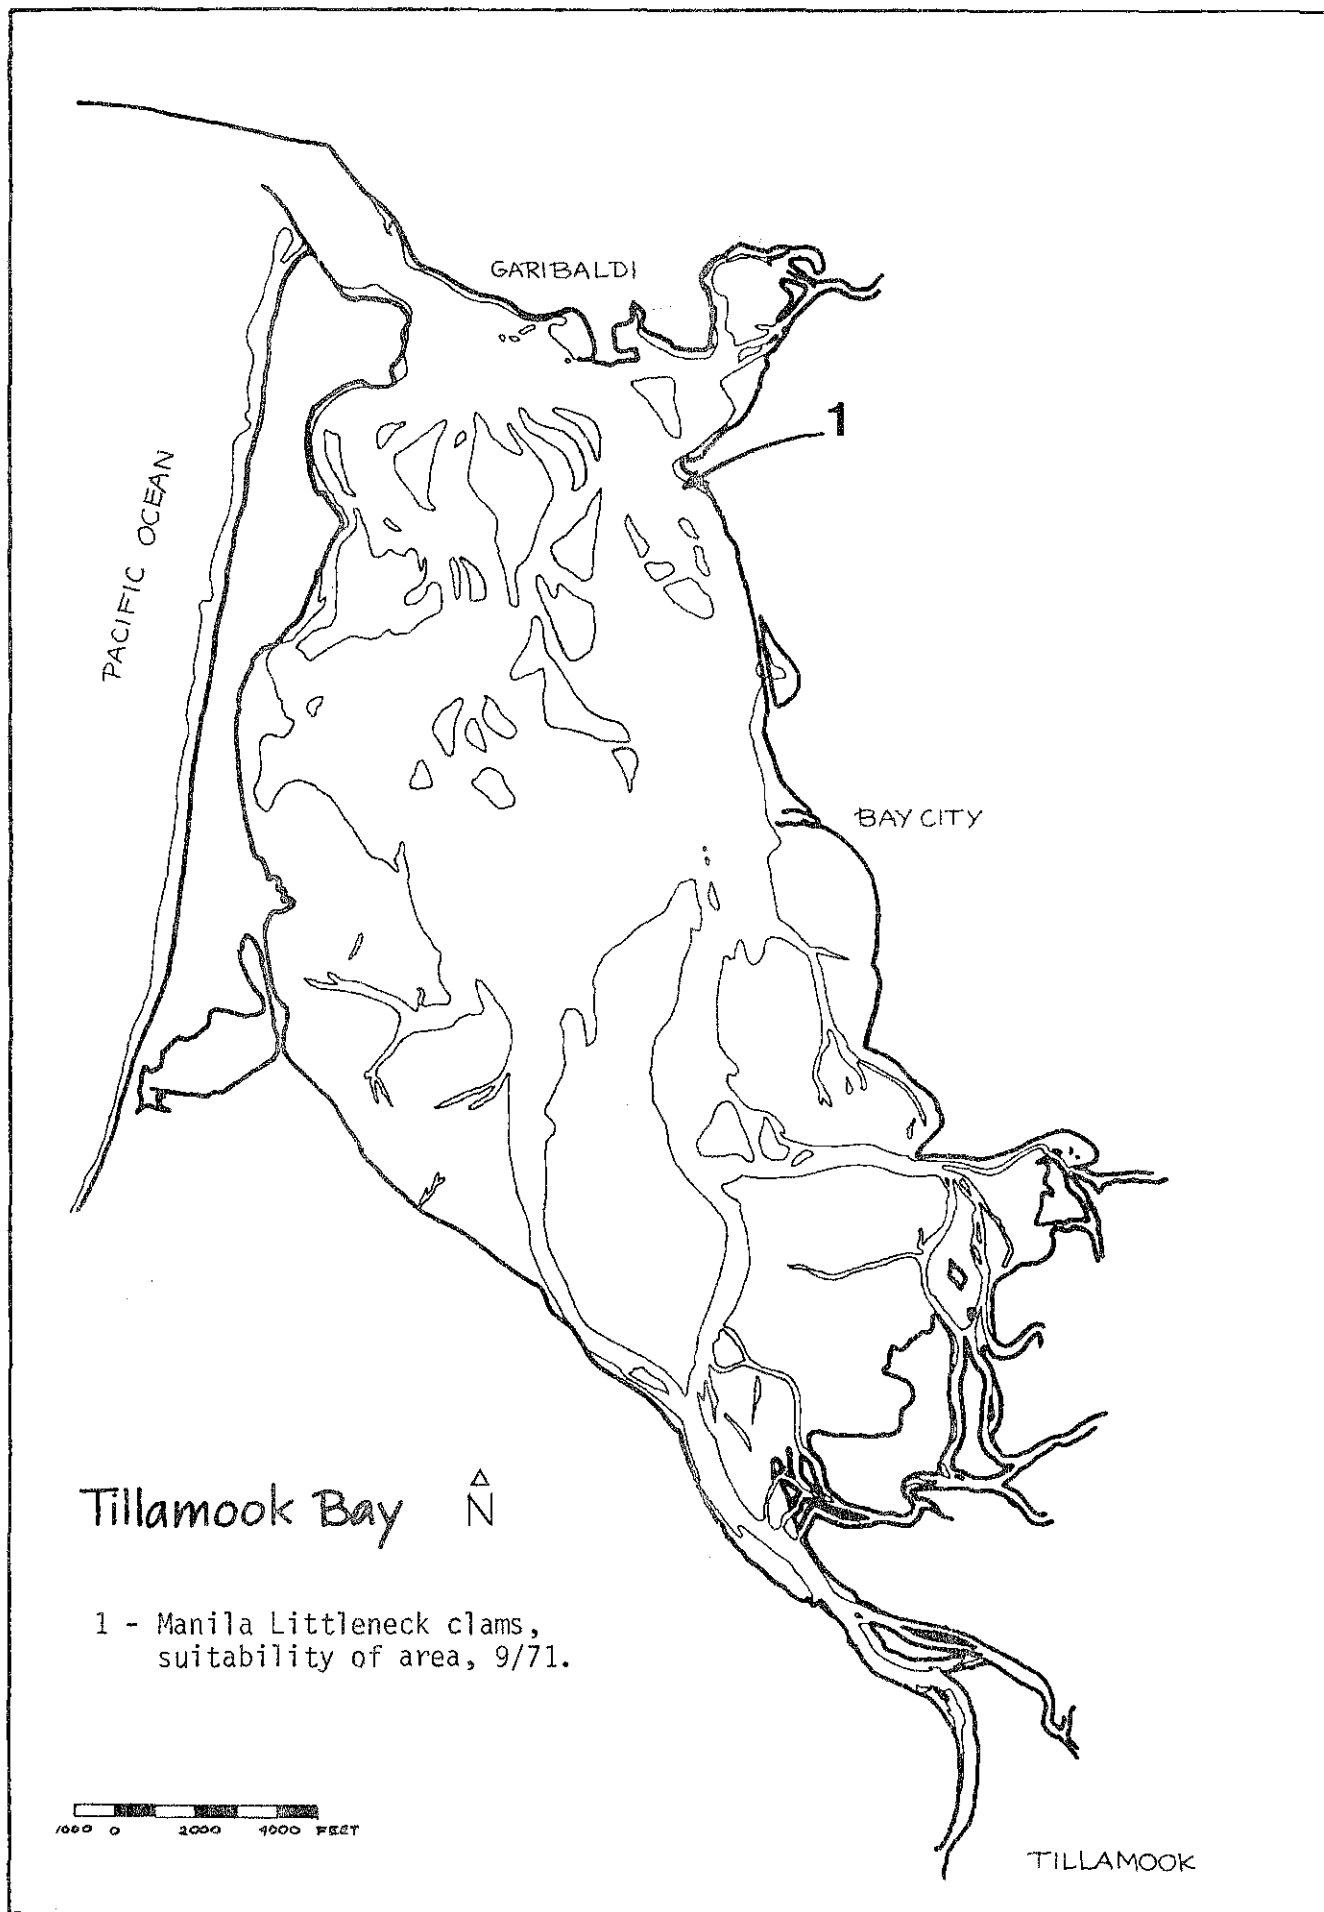 GARIBALDI
1
PACIFIC OCEAN
BAY CITY
Tillamook Bay
N
1 - Manila Littleneck clams,
suitability of area, 9/71.
1000 0 2000 4000 FEET
TILLAMOOK